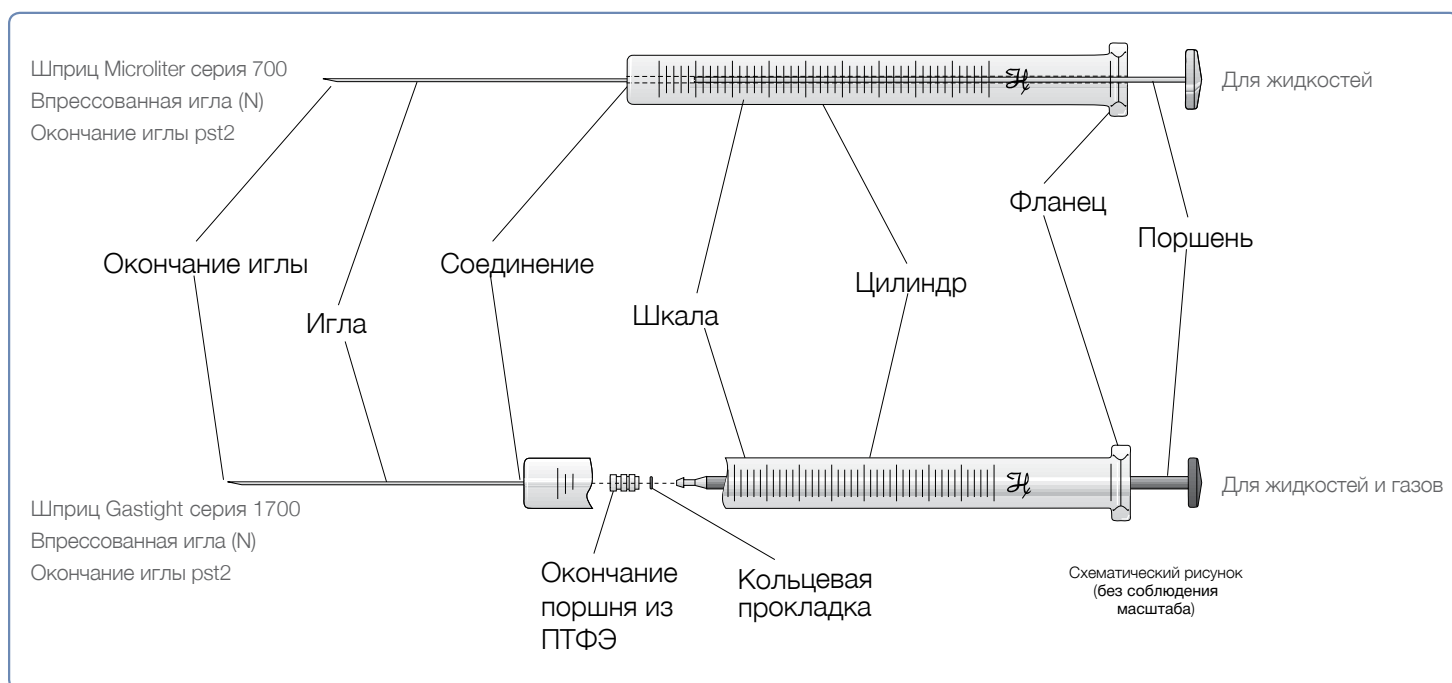 Шприц Microliter серия 700
Впрессованная игла (N)
Окончание иглы pst2
Для жидкостей
Фланец
Поршень
Окончание иглы
Соединение
Цилиндр
Игла
Шкала
Шприц Gastight серия 1700
Впрессованная игла (N)
Окончание иглы pst2
Для жидкостей и газов
Окончание
поршня из
ПТФЭ
Кольцевая
прокладка
Схематический рисунок
(без соблюдения
масштаба)